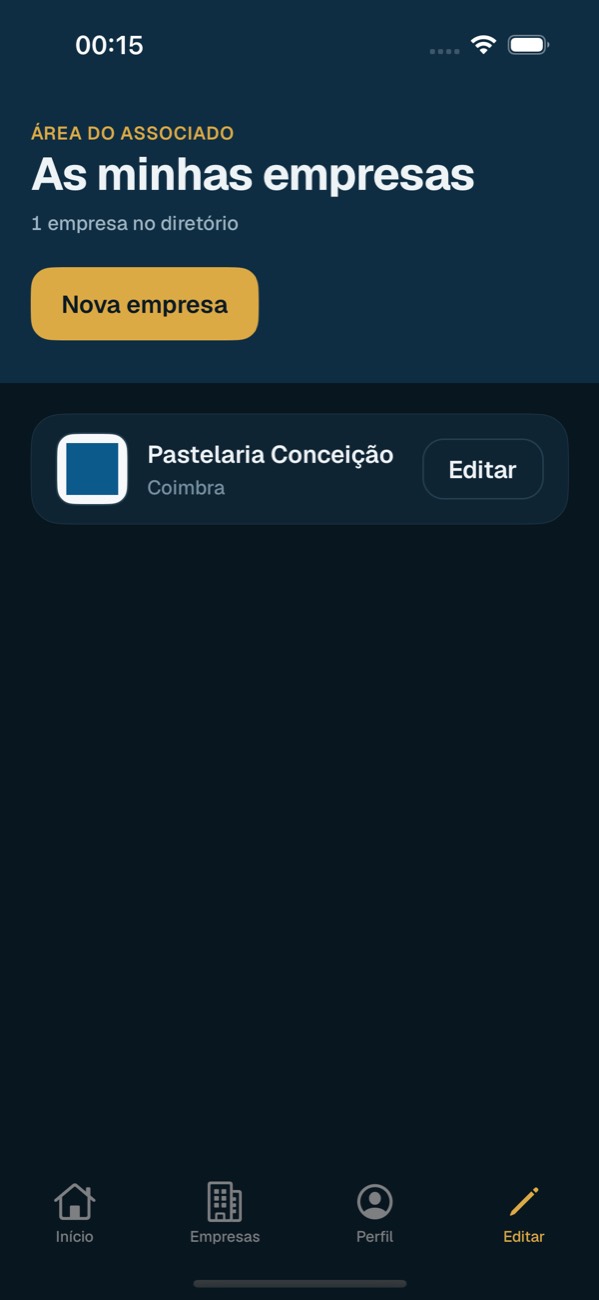 00:15
ÁREA DO ASSOCIADO
As minhas empresas
1 empresa no diretório
Nova empresa
Pastelaria Conceição
Coimbra
Editar
Início
Empresas
Perfil
Editar